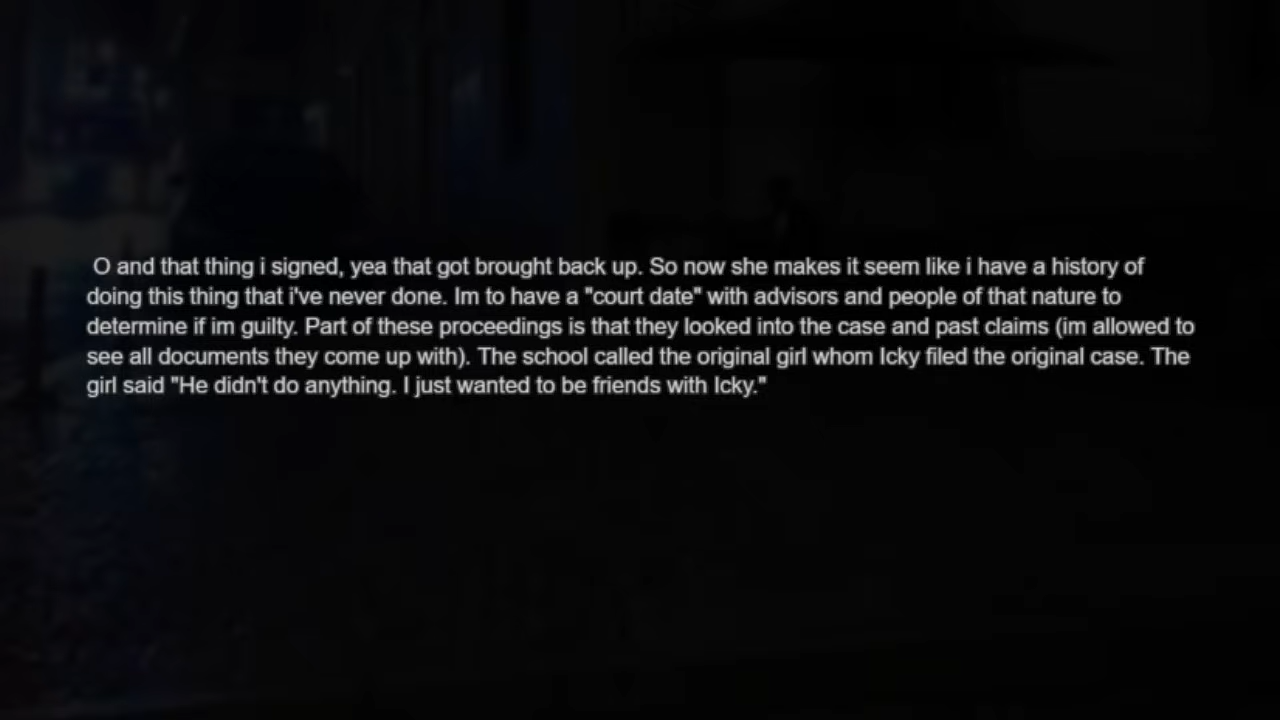 O and that thing i signed, yea that got brought back up. So now she makes it seem like i have a history of
doing this thing that i've never done. Im to have a "court date" with advisors and people of that nature to
determine if im guilty. Part of these proceedings is that they looked into the case and past claims (im allowed to
see all documents they come up with). The school called the original girl whom Icky filed the original case. The
girl said "He didn't do anything. I just wanted to be friends with Icky."